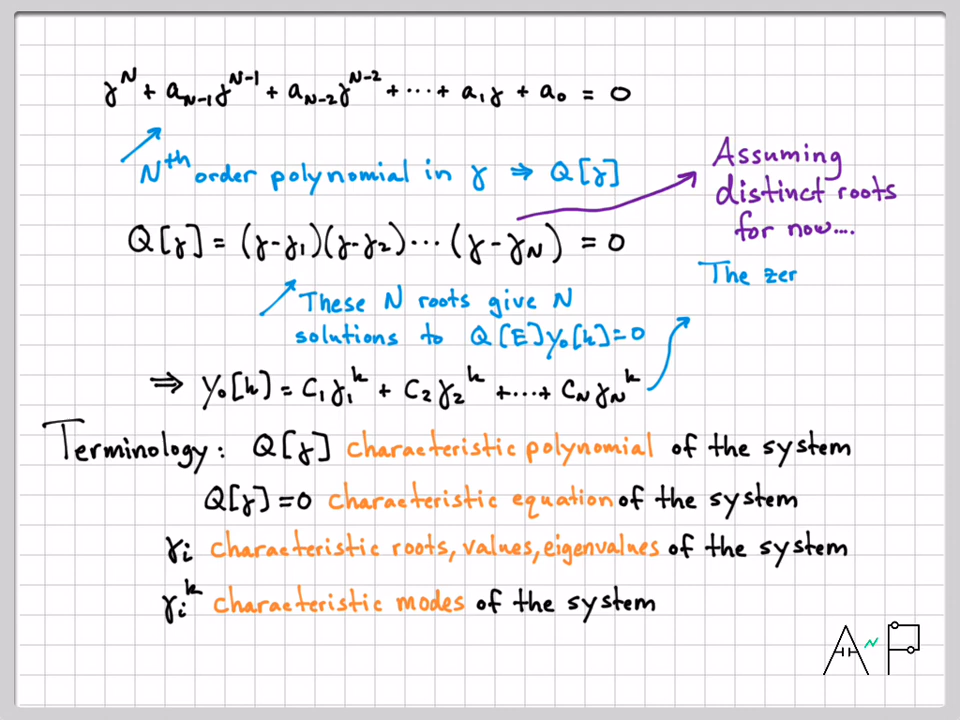 γ^N + a_{N-1}γ^{N-1} + a_{N-2}γ^{N-2} + ... + a_1γ + a_0 = 0
N^th order polynomial in γ ⇒ Q[γ]
Assuming
distinct roots
for now....
Q[γ] = (γ-γ_1)(γ-γ_2)...(γ-γ_N) = 0
The zer
These N roots give N
solutions to Q[E]y_0[k]=0
⇒ y_0[k] = C_1γ_1^k + C_2γ_2^k + ... + C_Nγ_N^k
Terminology: Q[γ] characteristic polynomial of the system
Q[γ]=0 characteristic equation of the system
γ_i characteristic roots, values, eigenvalues of the system
γ_i^k characteristic modes of the system
A~P